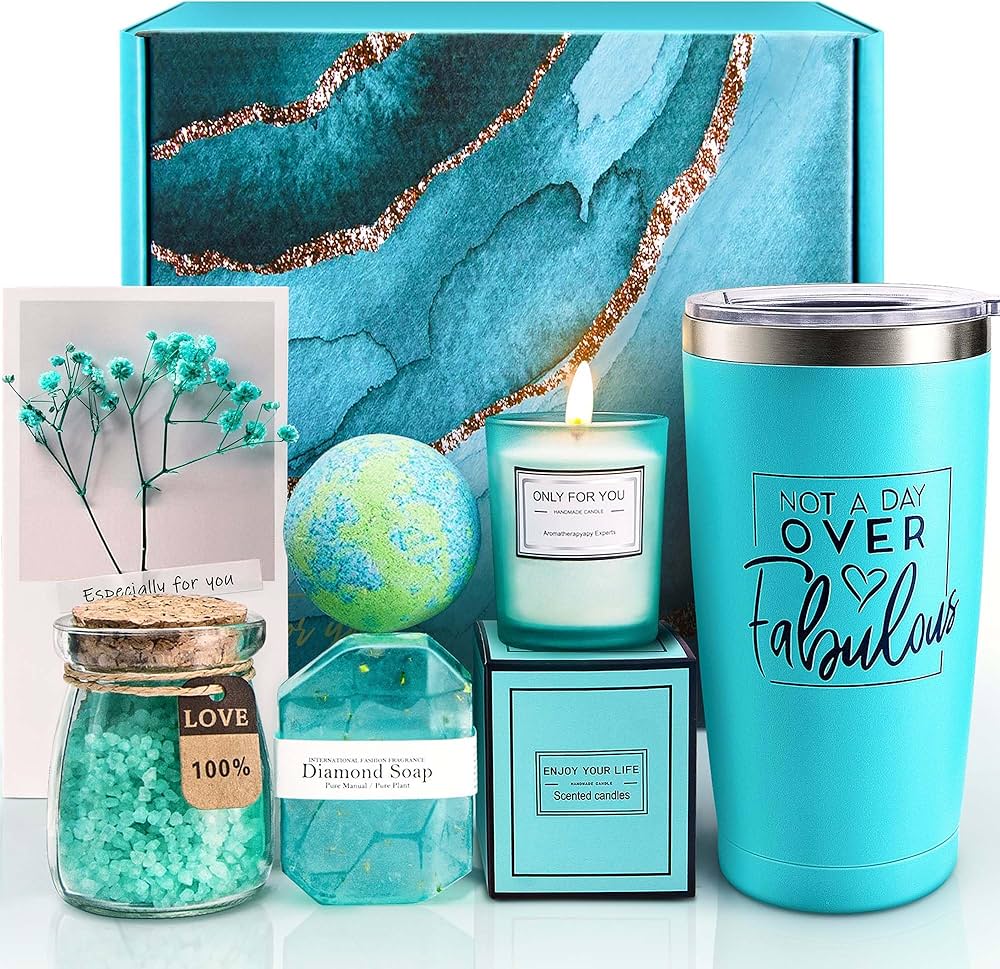 Especially for you
LOVE
100%
INTERNATIONAL FASHION FRAGRANCE
Diamond Soap
Pure Manual / Pure Plant
ONLY FOR YOU
HANDMADE CANDLE
Aromatherapyapy Experts
ENJOY YOUR LIFE
HANDMADE CANDLE
Scented candles
NOT A DAY
OVER
Fabulous